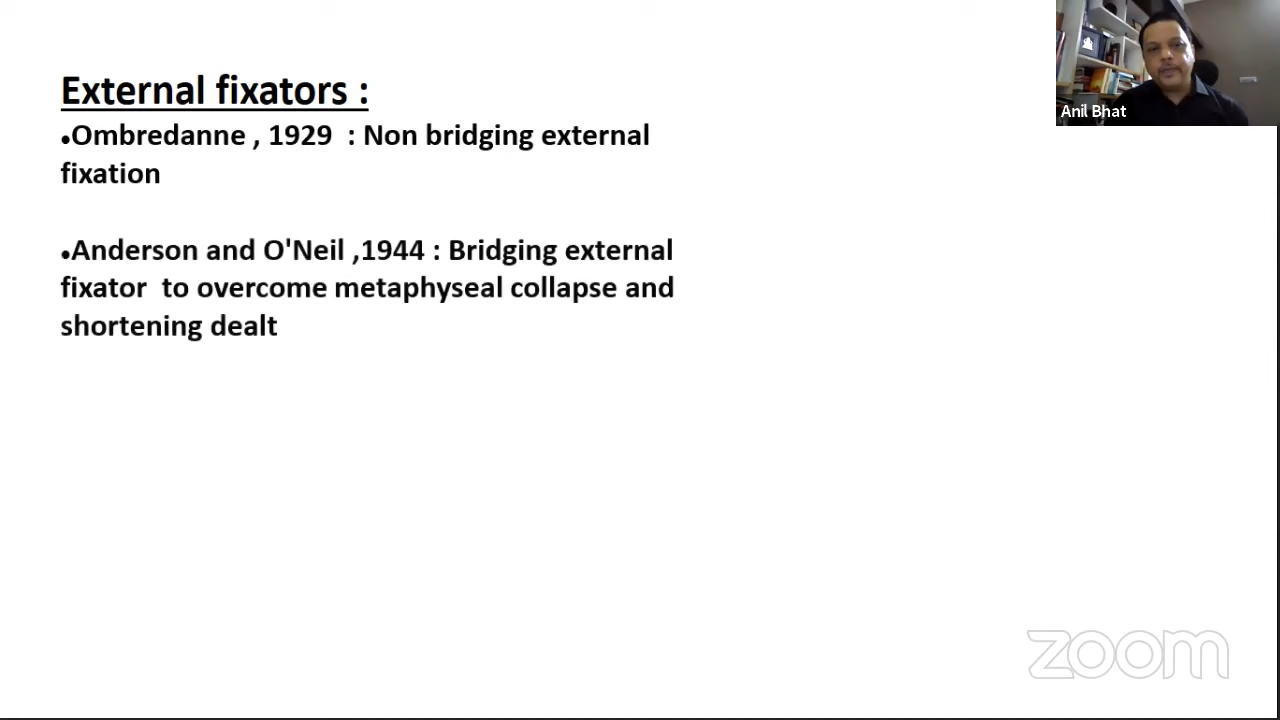 External fixators :
•Ombredanne , 1929  : Non bridging external
fixation
•Anderson and O'Neil ,1944 : Bridging external
fixator  to overcome metaphyseal collapse and
shortening dealt
Anil Bhat
zoom